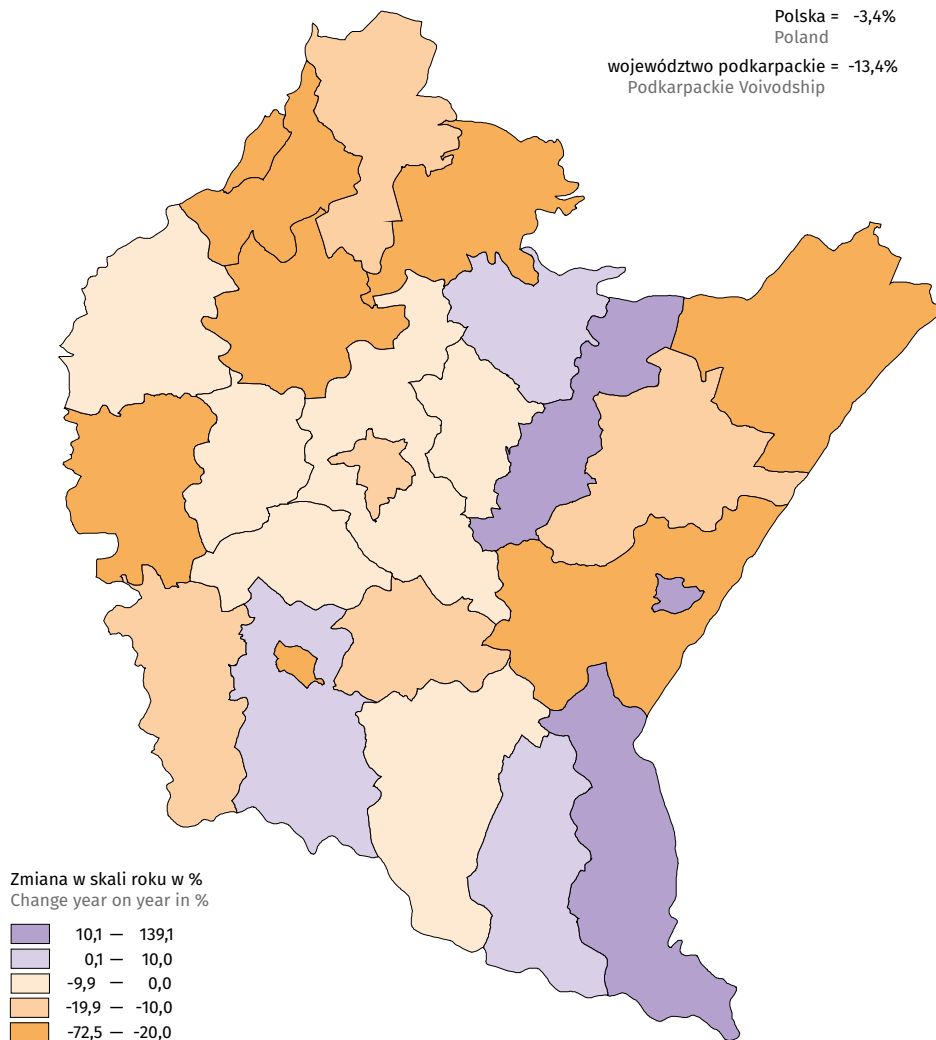 Polska = -3,4%
Poland
województwo podkarpackie = -13,4%
Podkarpackie Voivodship
Zmiana w skali roku w %
Change year on year in %
10,1 — 139,1
0,1 — 10,0
-9,9 — 0,0
-19,9 — -10,0
-72,5 — -20,0